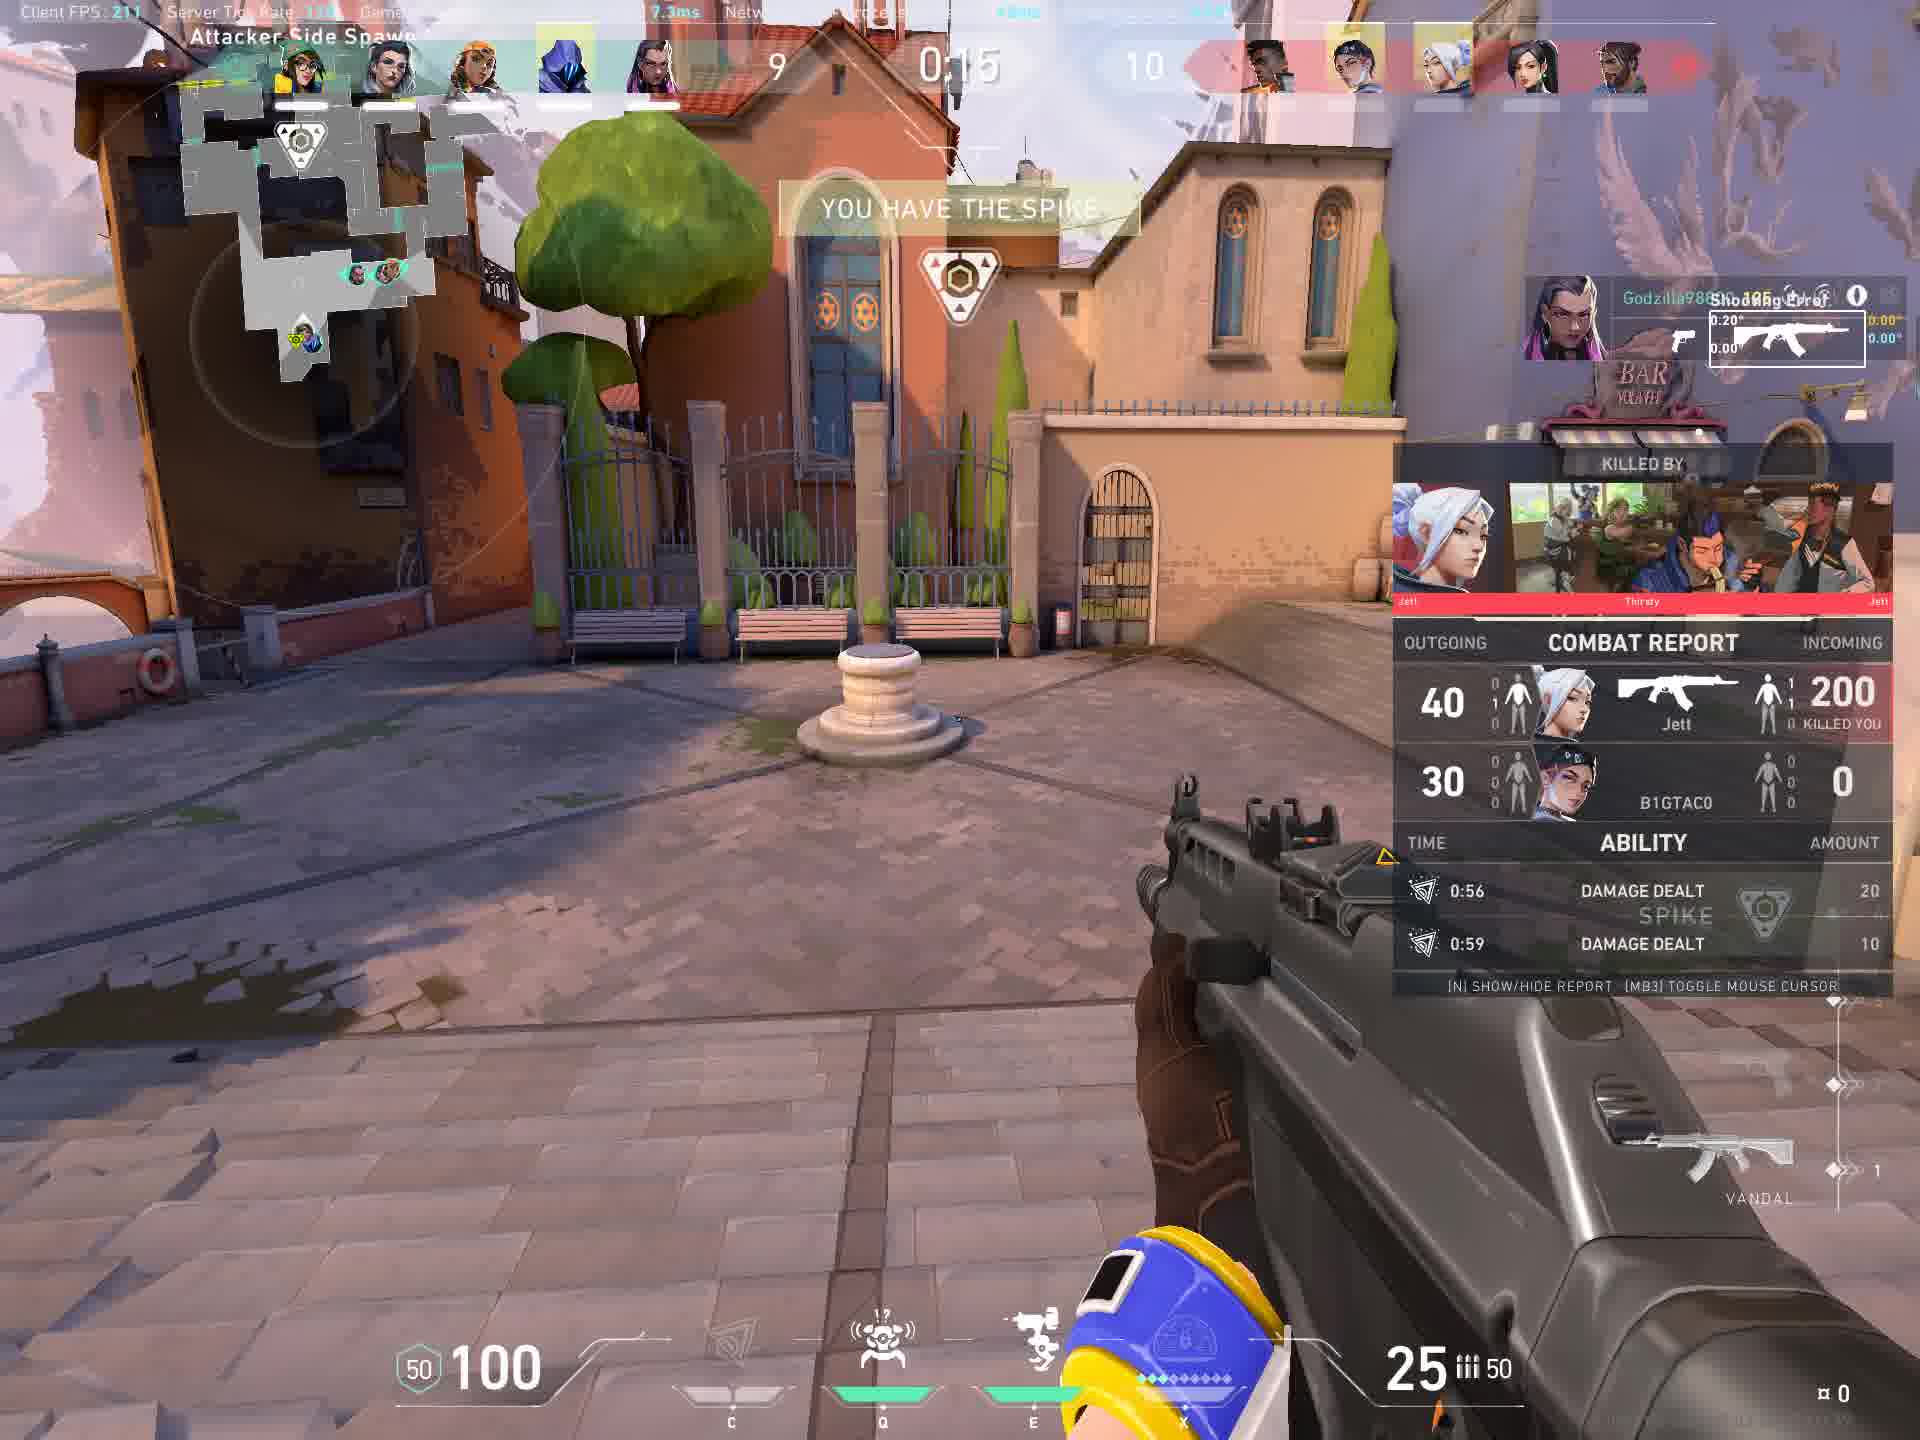 Client FPS: 211 Server Tick Rate: 7.3ms
Attacker Side Spawn
9
0:15
10
YOU HAVE THE SPIKE
Shooting Error
0.20°
0.00°
0.00°
0.00°
BAR
KILLED BY
Jett Thirsty Jett
OUTGOING COMBAT REPORT INCOMING
40 0 1 0 Jett 1 1 0 200 KILLED YOU
30 0 0 0 B1GTAC0 0 0 0 0
TIME ABILITY AMOUNT
0:56 DAMAGE DEALT 20
SPIKE
0:59 DAMAGE DEALT 10
[N] SHOW/HIDE REPORT [MB3] TOGGLE MOUSE CURSOR
1
VANDAL
50 100
C Q E X
25 50
¤ 0